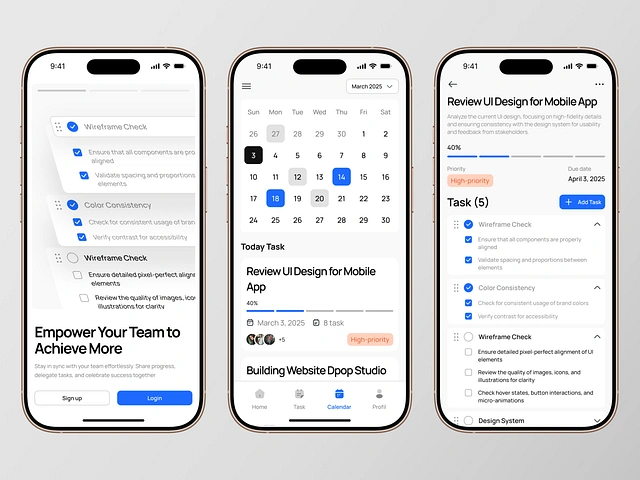 9:41
Wireframe Check
Ensure that all components are pro
aligned.
Validate spacing and proportions
elements.
Color Consistency
Check for consistent usage of bran
Verify contrast for accessibility
Wireframe Check
Ensure detailed pixel-perfect alignm
elements
Review the quality of images, icon
illustrations for clarity
Empower Your Team to
Achieve More
Stay in sync with your team effortlessly. Share progress,
delegate tasks, and celebrate success together
Sign up
Login
9:41
March 2025
Sun Mon Tue Wed Thu Fri Sat
26 27 28 29 30 1 2
3 4 5 6 7 8 9
10 11 12 13 14 15 16
17 18 19 20 21 22 23
24 25 26 27 28 29 30
Today Task
Review UI Design for Mobile
App
40%
March 3, 2025 8 task
+5
High-priority
Building Website Dpop Studio
Home Task Calendar Profil
9:41
Review UI Design for Mobile App
Analyze the current UI design, focusing on high-fidelity details
and ensuring consistency with the design system for usability
and feedback from stakeholders.
40%
Priority Due date
High-priority April 3, 2025
Task (5)
+ Add Task
Wireframe Check
Ensure that all components are properly
aligned.
Validate spacing and proportions between
elements
Color Consistency
Check for consistent usage of brand colors
Verify contrast for accessibility
Wireframe Check
Ensure detailed pixel-perfect alignment of UI
elements
Review the quality of images, icons, and
illustrations for clarity
Check hover states, button interactions, and
micro-animations
Design System